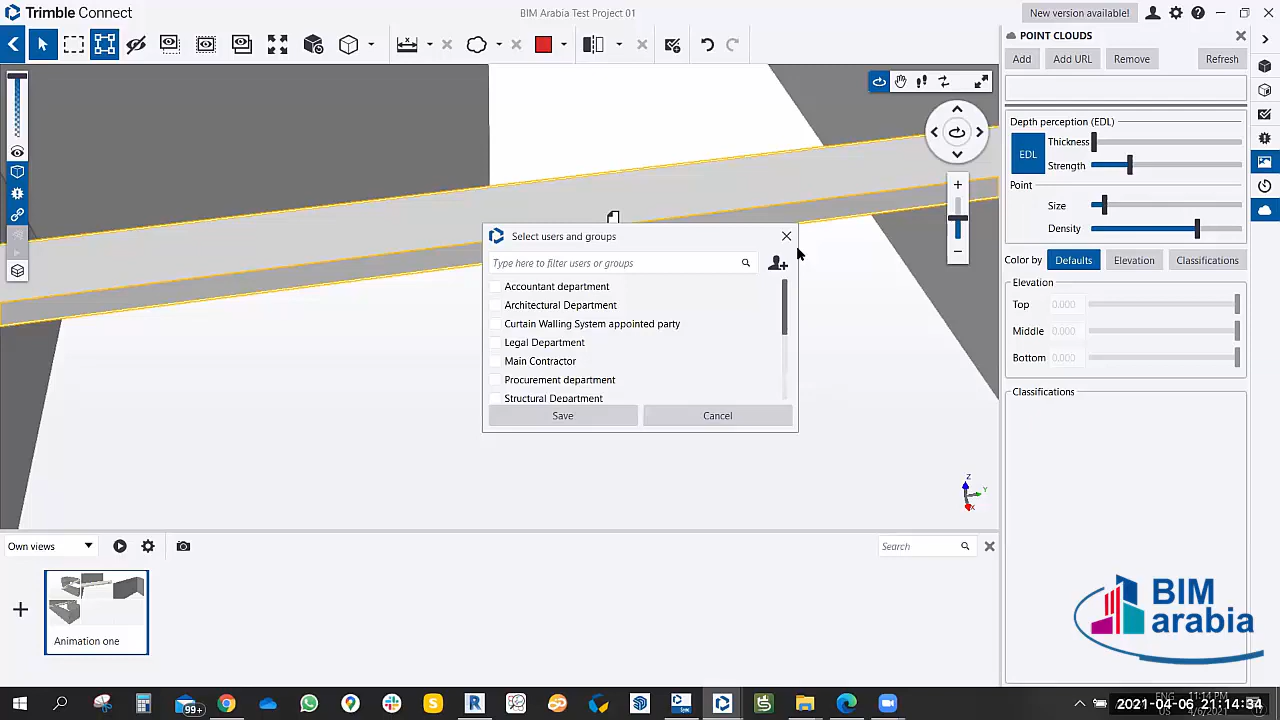 Trimble Connect
BIM Arabia Test Project 01
New version available!
POINT CLOUDS
Add
Add URL
Remove
Refresh
Depth perception (EDL)
EDL
Thickness
Strength
Point
Size
Density
Color by
Defaults
Elevation
Classifications
Elevation
Top
0.000
Middle
0.000
Bottom
0.000
Classifications
Select users and groups
Type here to filter users or groups
Accountant department
Architectural Department
Curtain Walling System appointed party
Legal Department
Main Contractor
Procurement department
Structural Department
Save
Cancel
Z
Y
X
Own views
Search
Animation one
BIM
arabia
99+
ENG
11:14 PM
2021-04-06 21:14:34